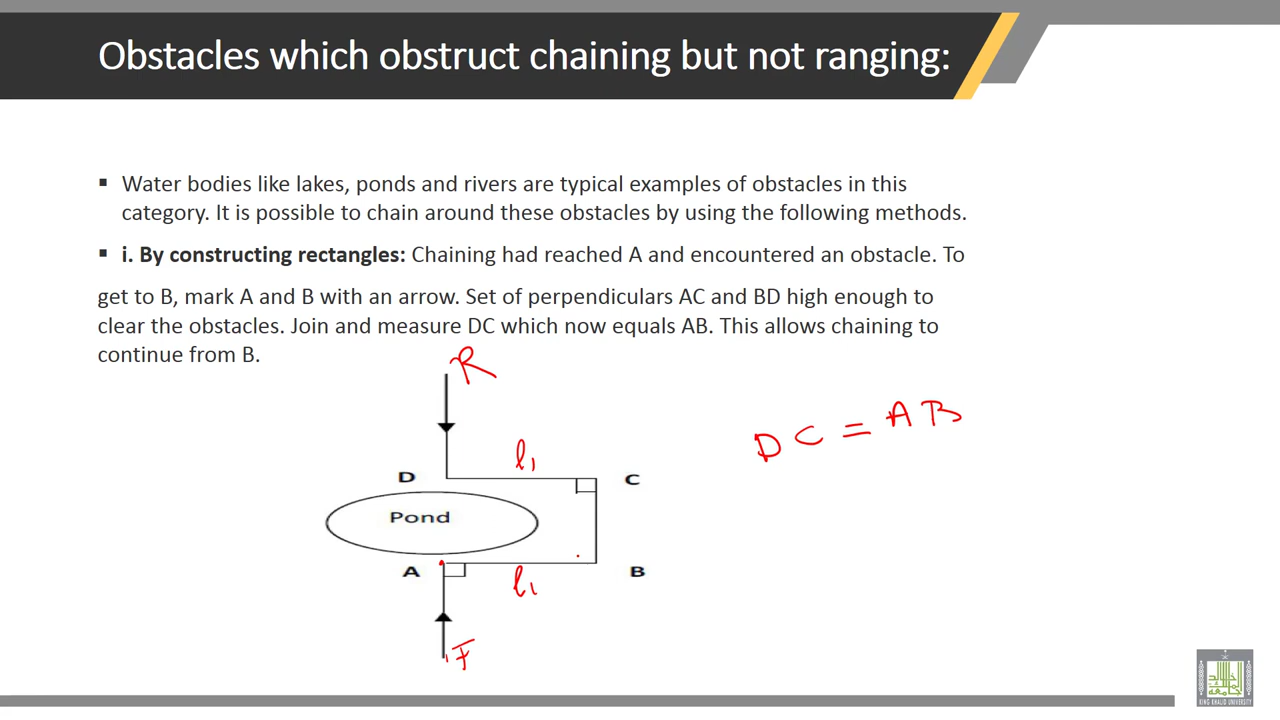 Obstacles which obstruct chaining but not ranging:
▪ Water bodies like lakes, ponds and rivers are typical examples of obstacles in this
category. It is possible to chain around these obstacles by using the following methods.
▪ i. By constructing rectangles: Chaining had reached A and encountered an obstacle. To
get to B, mark A and B with an arrow. Set of perpendiculars AC and BD high enough to
clear the obstacles. Join and measure DC which now equals AB. This allows chaining to
continue from B.
R
DC = AB
l1
D
C
Pond
A
l1
B
F
KING KHALID UNIVERSITY